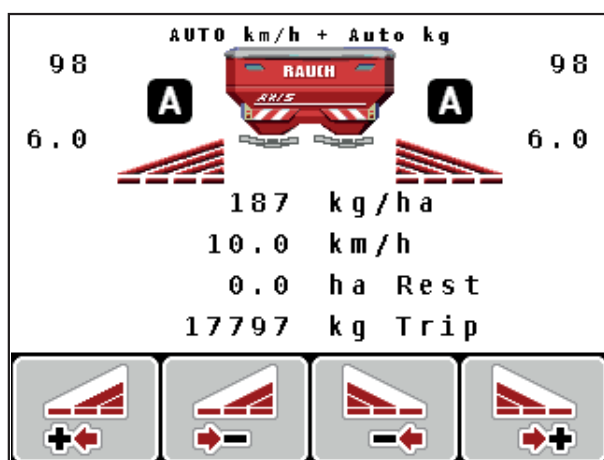 AUTO km/h + Auto kg
98 98
RAUCH
A A
AXIS
6.0 6.0
187 kg/ha
10.0 km/h
0.0 ha Rest
17797 kg Trip